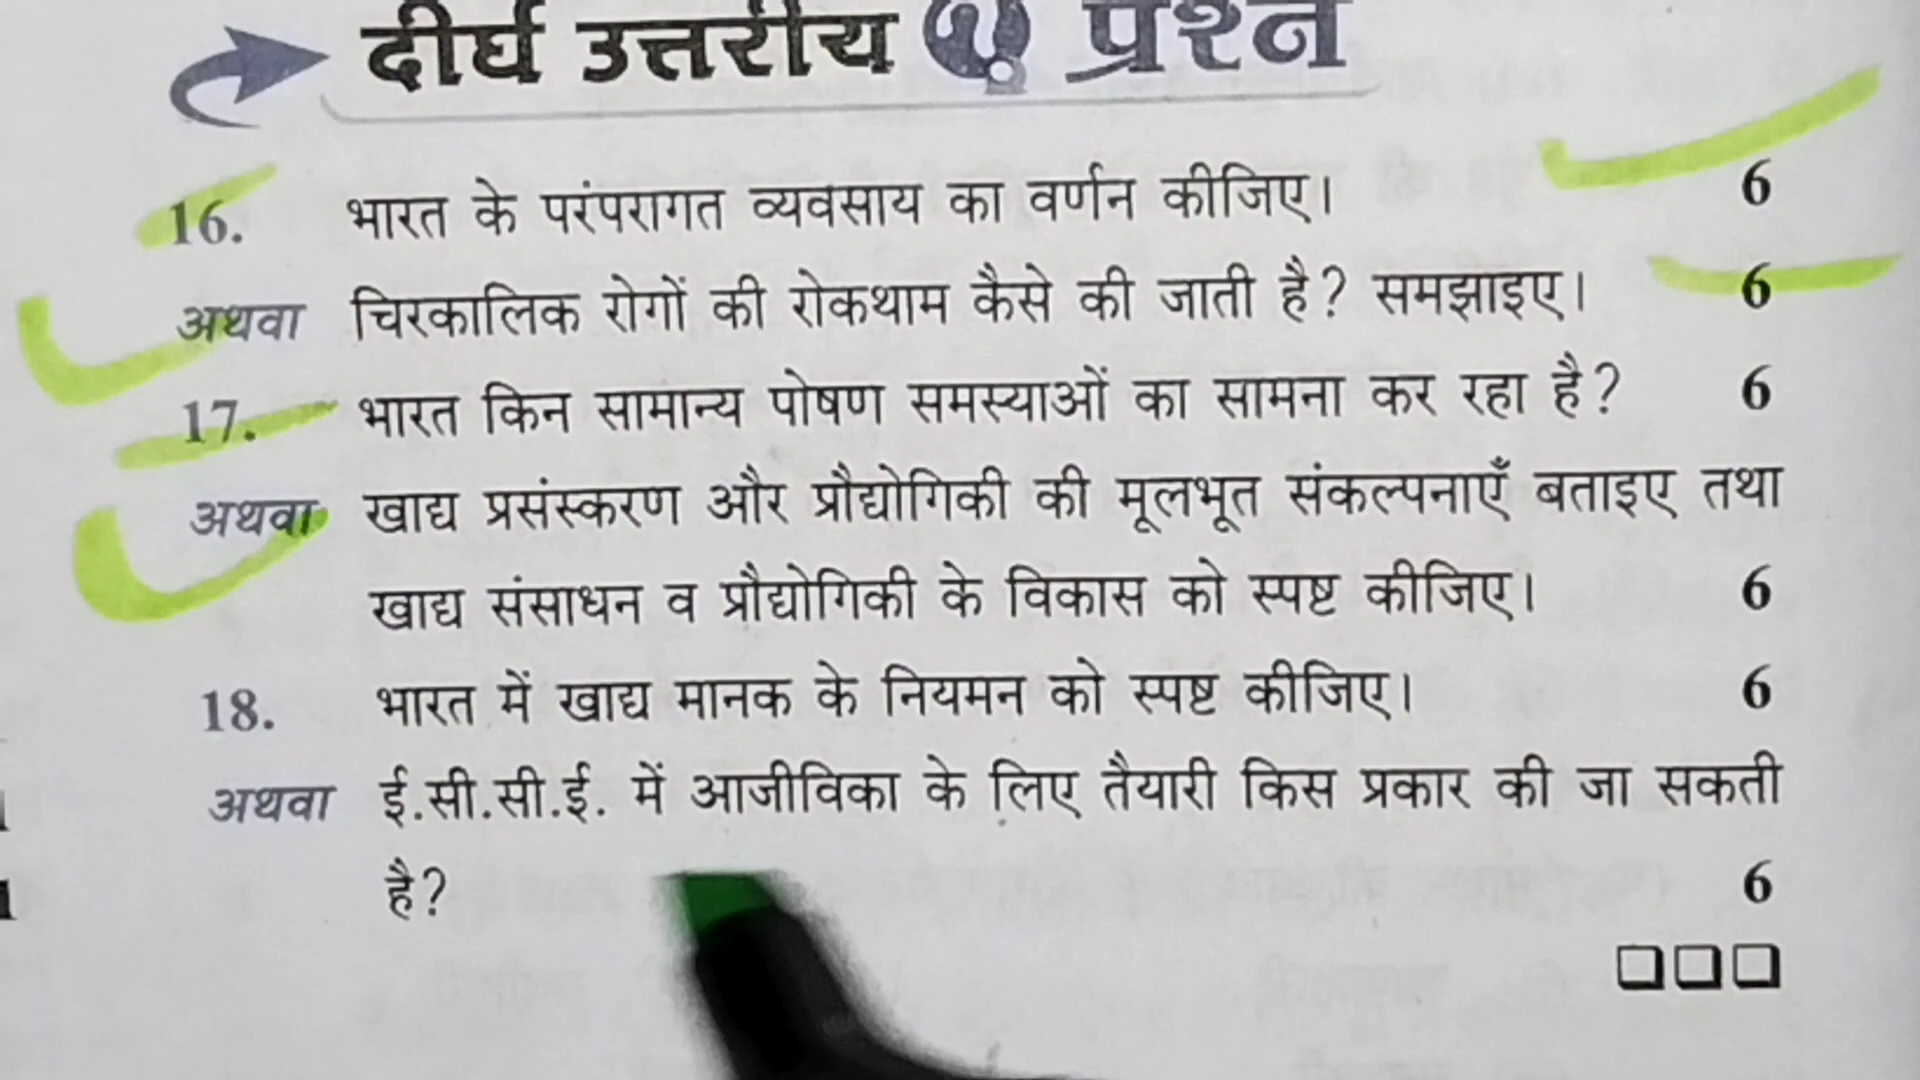 दीर्घ उत्तरीय ? प्रश्न
16. भारत के परंपरागत व्यवसाय का वर्णन कीजिए। 6
अथवा चिरकालिक रोगों की रोकथाम कैसे की जाती है? समझाइए। 6
17. भारत किन सामान्य पोषण समस्याओं का सामना कर रहा है? 6
अथवा खाद्य प्रसंस्करण और प्रौद्योगिकी की मूलभूत संकल्पनाएँ बताइए तथा
खाद्य संसाधन व प्रौद्योगिकी के विकास को स्पष्ट कीजिए। 6
18. भारत में खाद्य मानक के नियमन को स्पष्ट कीजिए। 6
अथवा ई.सी.सी.ई. में आजीविका के लिए तैयारी किस प्रकार की जा सकती
है? 6